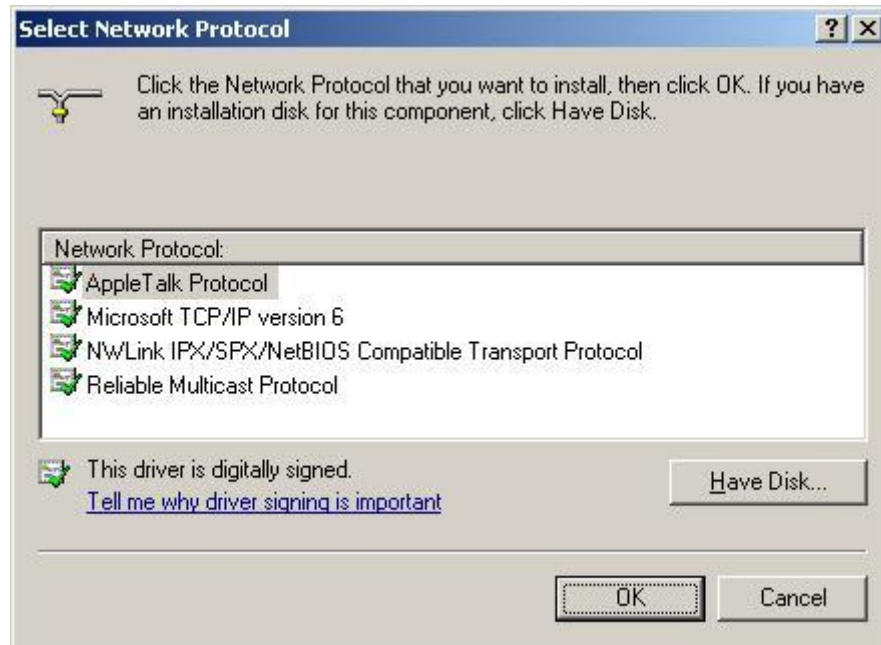 Select Network Protocol
Click the Network Protocol that you want to install, then click OK. If you have
an installation disk for this component, click Have Disk.
Network Protocol:
AppleTalk Protocol
Microsoft TCP/IP version 6
NWLink IPX/SPX/NetBIOS Compatible Transport Protocol
Reliable Multicast Protocol
This driver is digitally signed.
Tell me why driver signing is important
Have Disk...
OK
Cancel